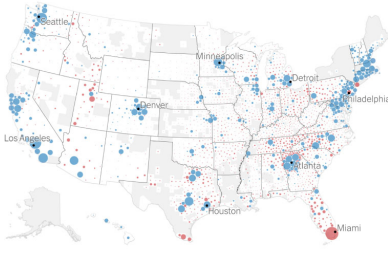 Seattle
Minneapolis
Detroit
Philadelphia
Denver
Los Angeles
Atlanta
Houston
Miami